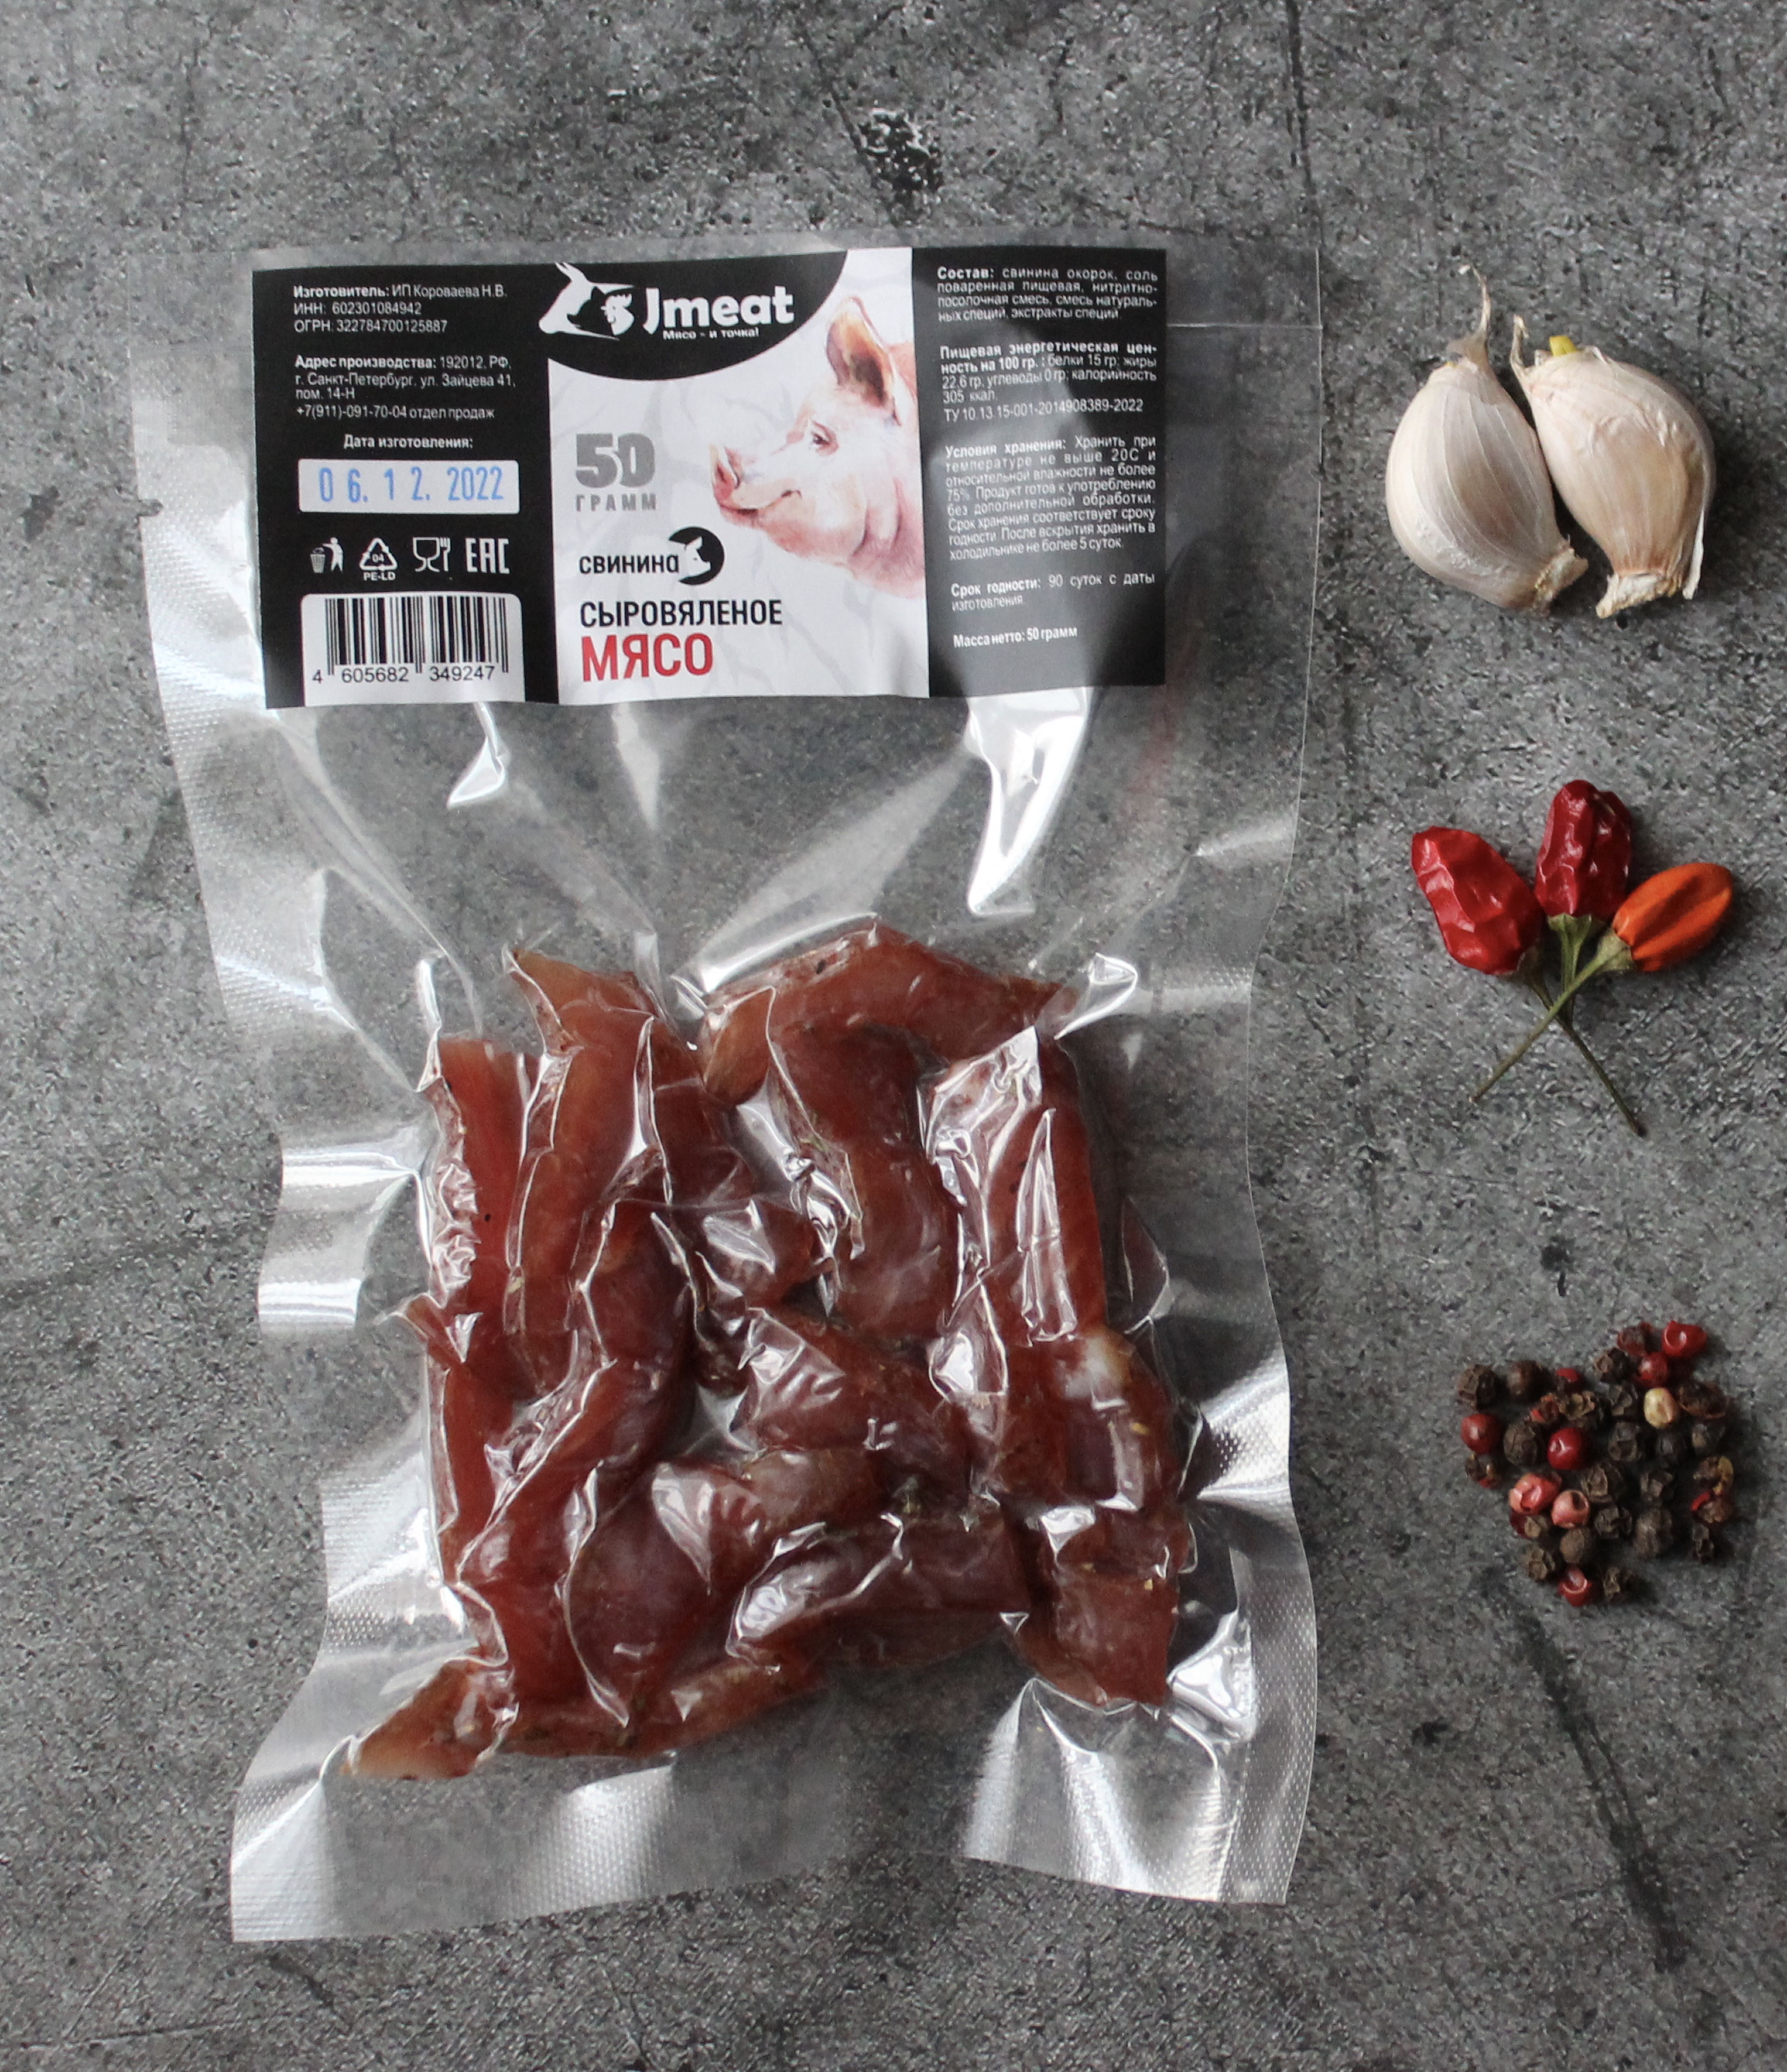 Изготовитель: ИП Короваева Н.В.
ИНН: 602301084942
ОГРН: 322784700125887
Адрес производства: 192012, РФ,
г. Санкт-Петербург, ул. Зайцева 41,
пом. 14-Н
+7(911)-091-70-04 отдел продаж
Дата изготовления:
06.12.2022
04
PE-LD
EAC
4 605682 349247
Jmeat
Мясо - и точка!
50
ГРАММ
СВИНИНА
СЫРОВЯЛЕНОЕ
МЯСО
Состав: свинина окорок, соль
поваренная пищевая, нитритно-
посолочная смесь, смесь натураль-
ных специй, экстракты специй
Пищевая энергетическая цен-
ность на 100 гр. : белки 15 гр; жиры
22,6 гр; углеводы 0 гр; калорийность
305 ккал.
ТУ 10.13.15-001-2014908389-2022
Условия хранения: Хранить при
температуре не выше 20С и
относительной влажности не более
75% Продукт готов к употреблению
без дополнительной обработки.
Срок хранения соответствует сроку
годности. После вскрытия хранить в
холодильнике не более 5 суток.
Срок годности: 90 суток с даты
изготовления
Масса нетто: 50 грамм